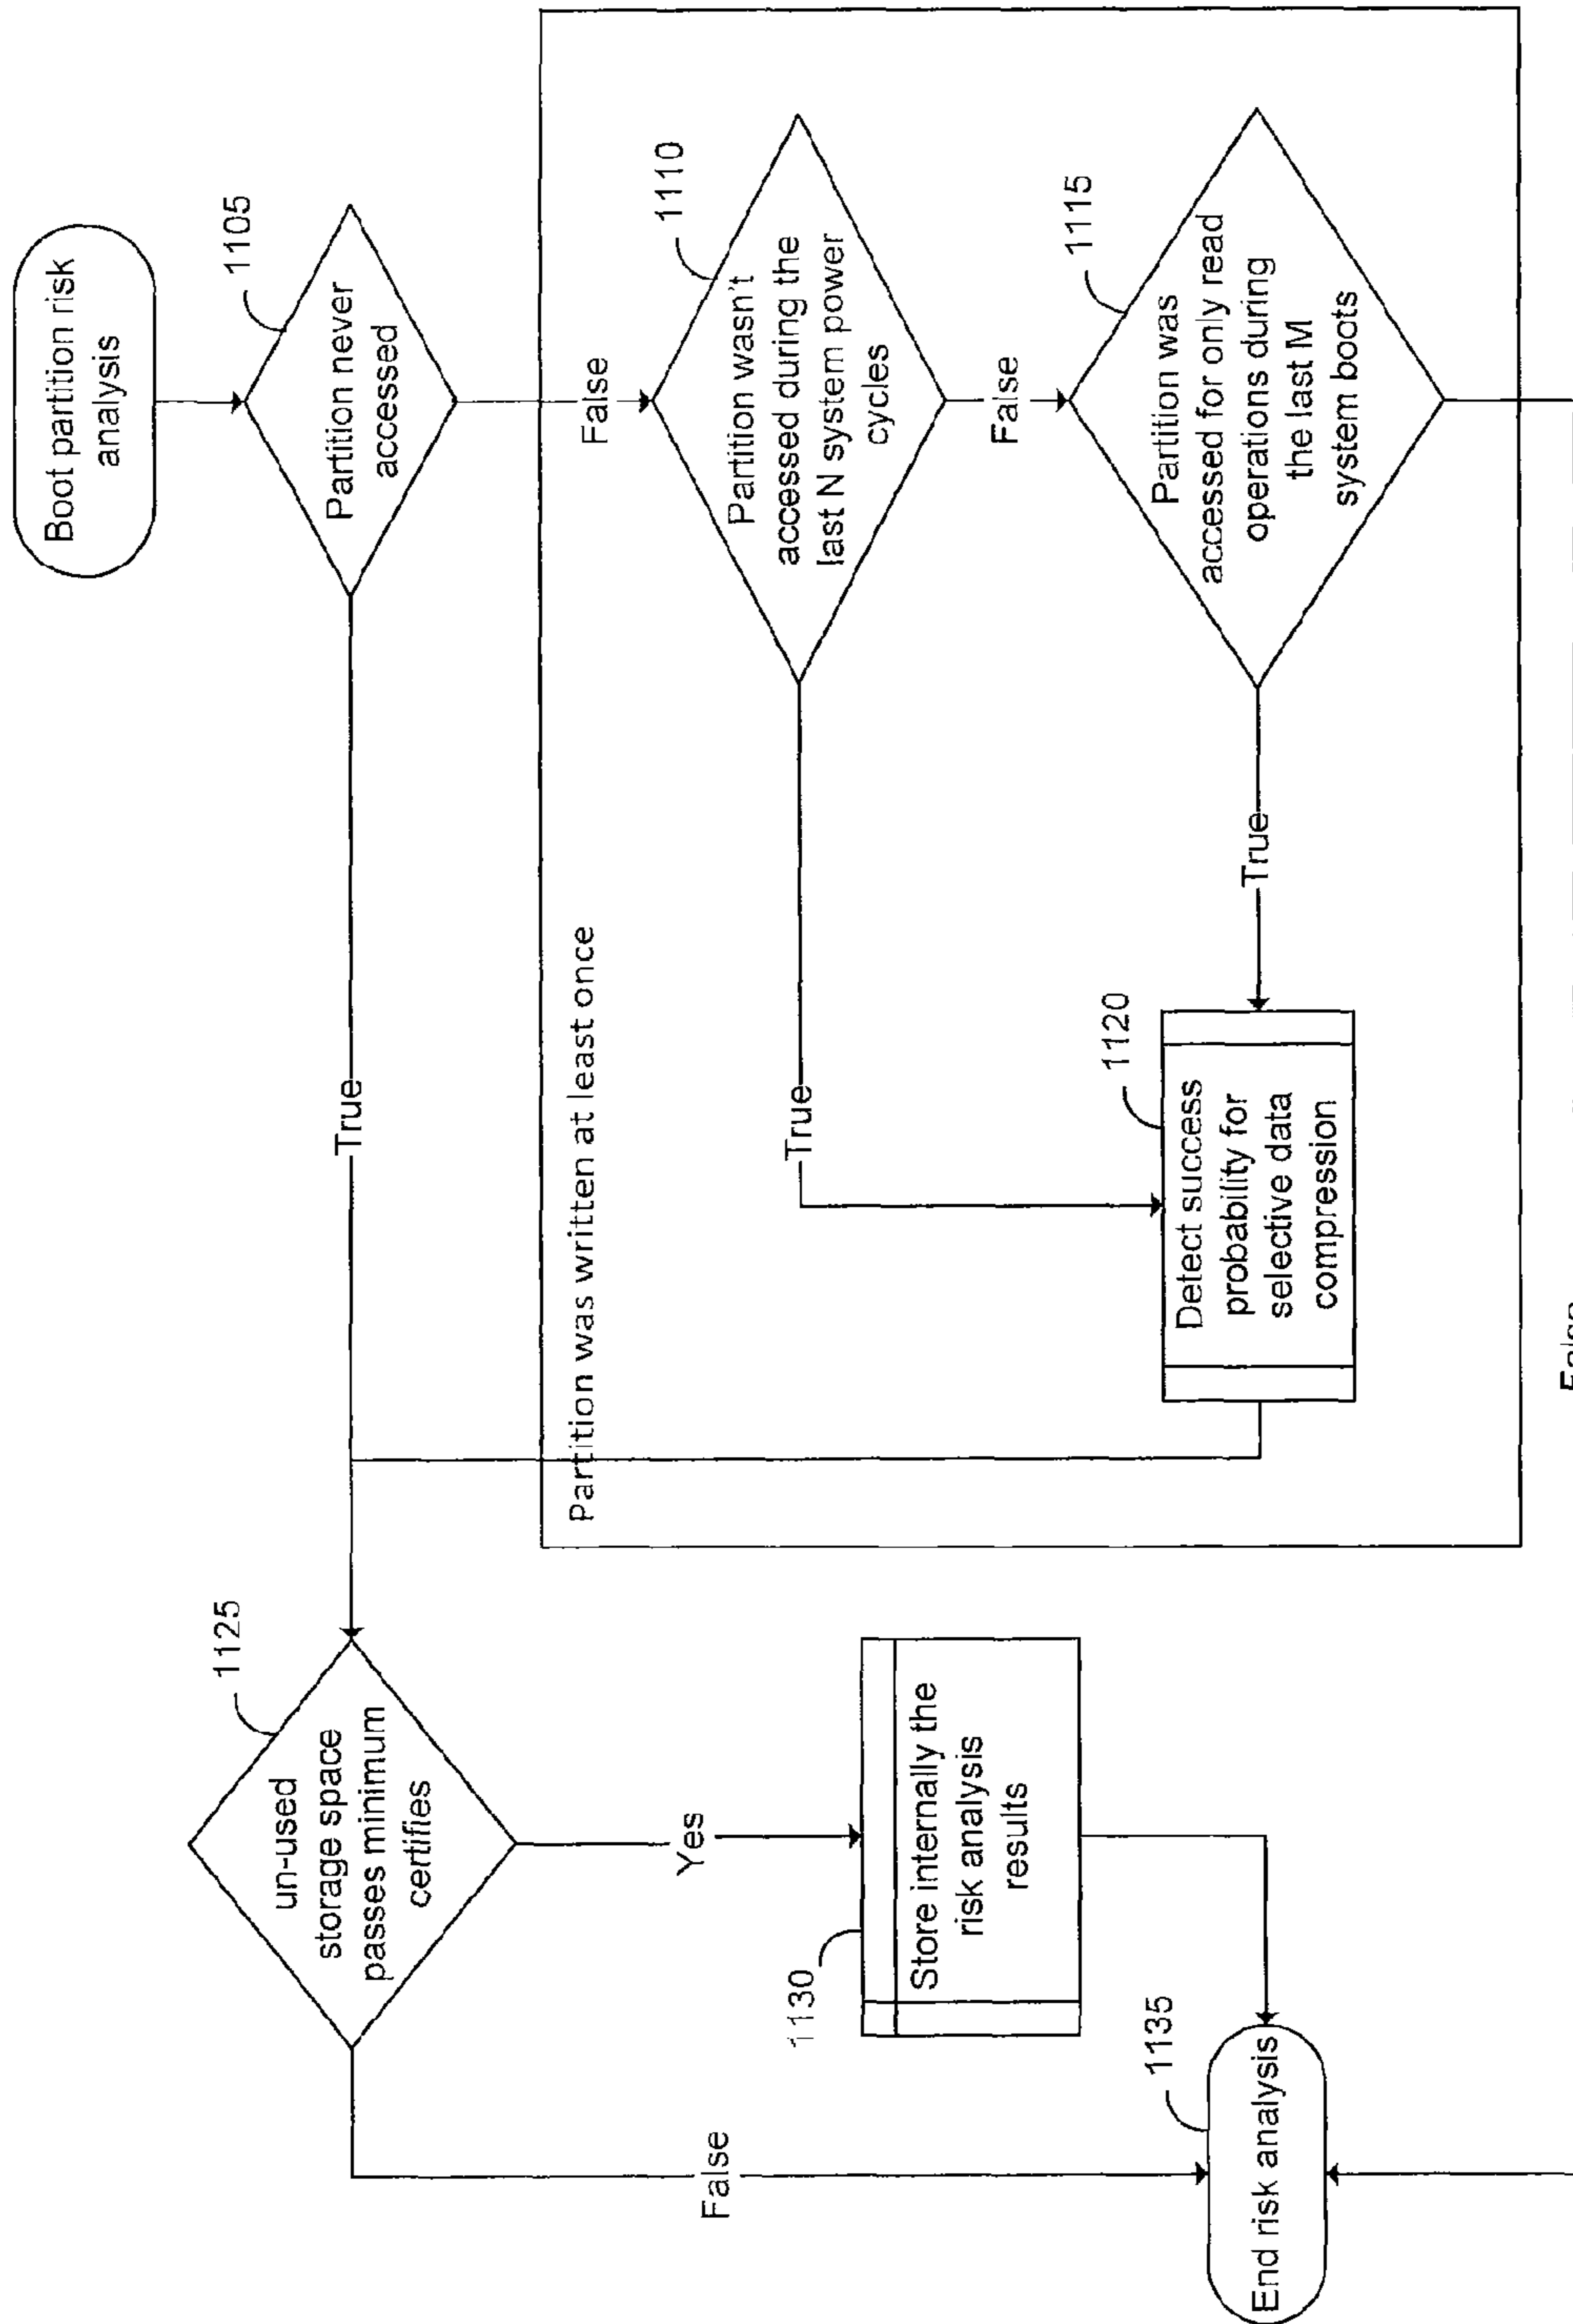 Boot partition risk
analysis
1105
Partition never
accessed
True
False
Partition was written at least once
1110
Partition wasn't
accessed during the
last N system power
cycles
True
False
1115
Partition was
accessed for only read
operations during
the last M
system boots
True
1120
Detect success
probability for
selective data
compression
1125
un-used
storage space
passes minimum
certifies
Yes
False
1130
Store internally the
risk analysis
results
1135
End risk analysis
False